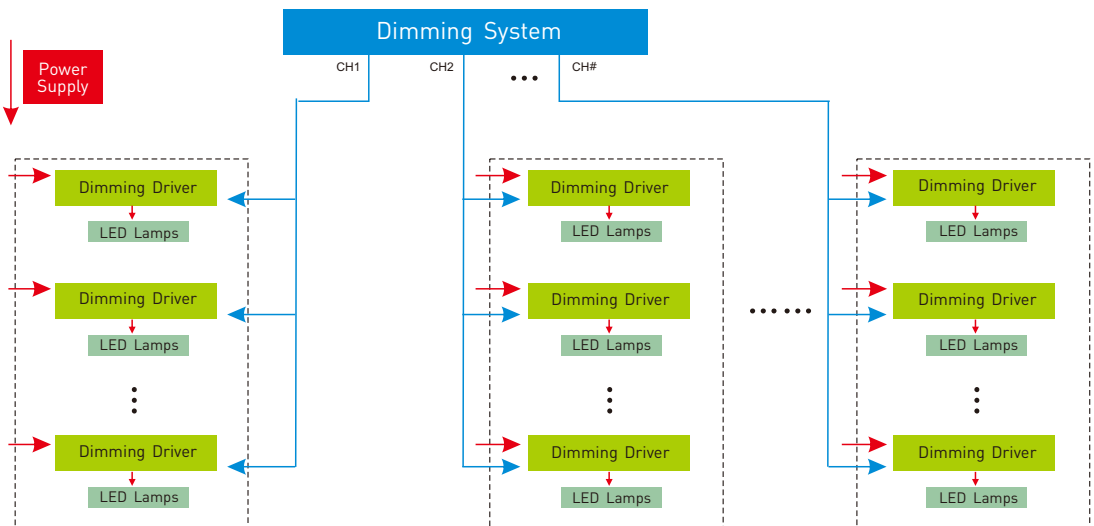 Dimming System
Power
Supply
CH1
CH2
CH#
Dimming Driver
LED Lamps
Dimming Driver
LED Lamps
Dimming Driver
LED Lamps
Dimming Driver
LED Lamps
Dimming Driver
LED Lamps
Dimming Driver
LED Lamps
Dimming Driver
LED Lamps
Dimming Driver
LED Lamps
Dimming Driver
LED Lamps